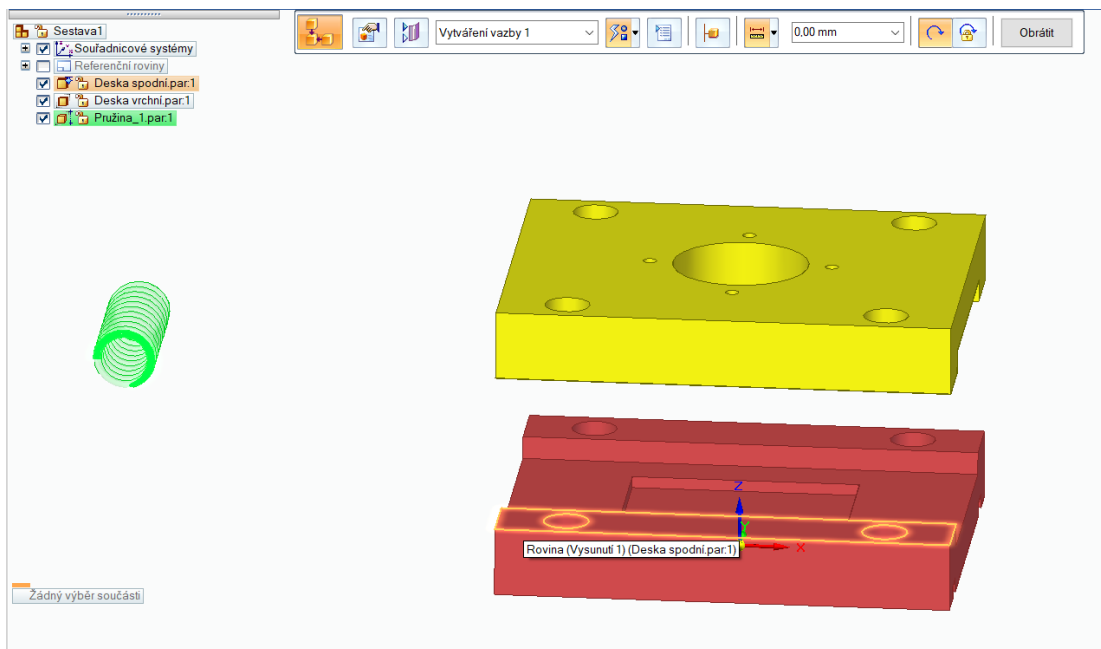 Sestava1
Souřadnicové systémy
Referenční roviny
Deska spodní.par:1
Deska vrchní.par:1
Pružina_1.par:1
Vytváření vazby 1
0,00 mm
Obrátit
Z
Y
X
Rovina (Vysunutí 1) (Deska spodní.par:1)
Žádný výběr součásti